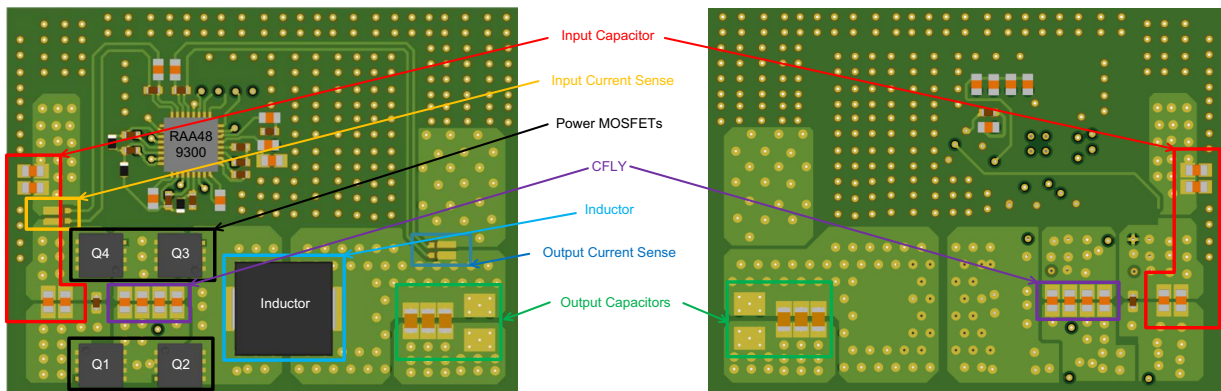 Input Capacitor
Input Current Sense
Power MOSFETs
CFLY
Inductor
Output Current Sense
Output Capacitors
RAA48
9300
Q4
Q3
Inductor
Q1
Q2